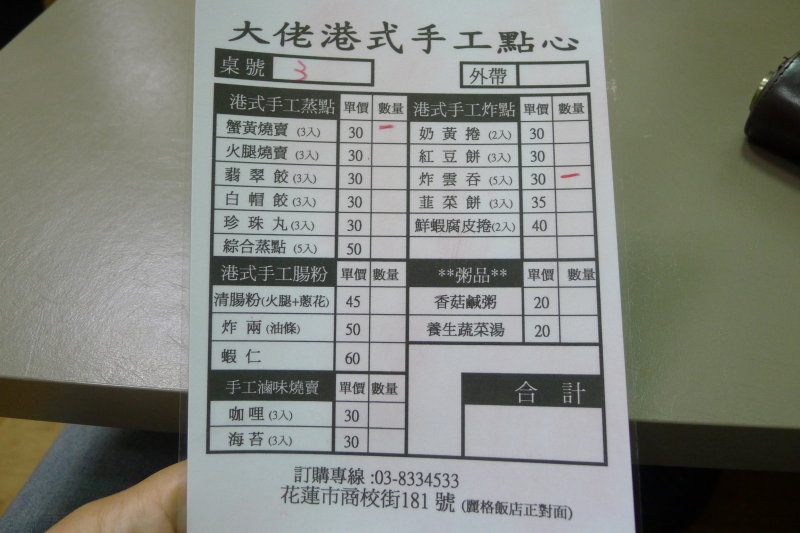 大佬港式手工點心
桌號 3 外帶
港式手工蒸點 單價 數量
蟹黃燒賣 (3入) 30 一
火腿燒賣 (3入) 30
翡翠餃 (3入) 30
白帽餃 (3入) 30
珍珠丸 (3入) 30
綜合蒸點 (5入) 50
港式手工炸點 單價 數量
奶黃捲 (2入) 30
紅豆餅 (3入) 30
炸雲吞 (5入) 30 一
韮菜餅 (3入) 35
鮮蝦腐皮捲(2入) 40
港式手工腸粉 單價 數量
清腸粉(火腿+蔥花) 45
炸兩 (油條) 50
蝦仁 60
**粥品** 單價 數量
香菇鹹粥 20
養生蔬菜湯 20
手工滷味燒賣 單價 數量
咖哩 (3入) 30
海苔 (3入) 30
合計
訂購專線:03-8334533
花蓮市商校街181號 (麗格飯店正對面)